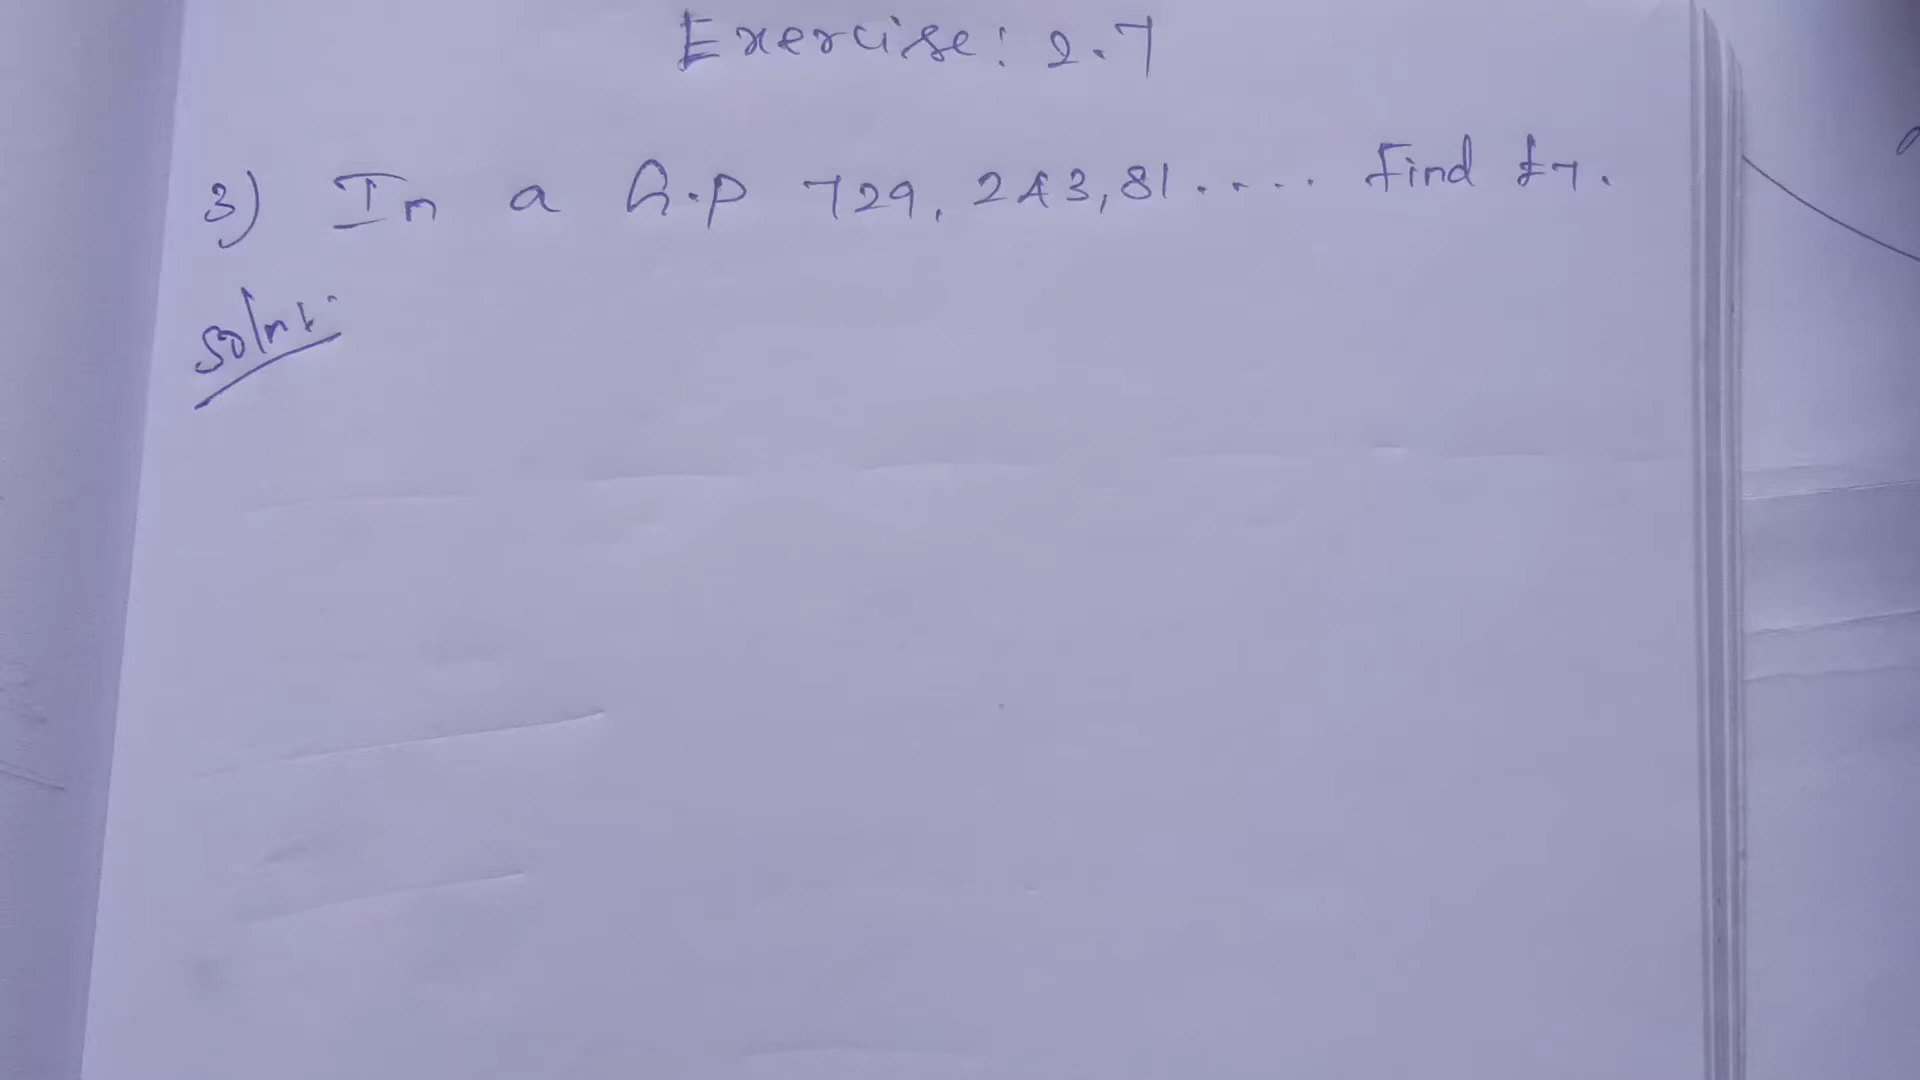 Exercise: 2.7
3) In a G.P 729, 243, 81 .... Find t7.
Soln: